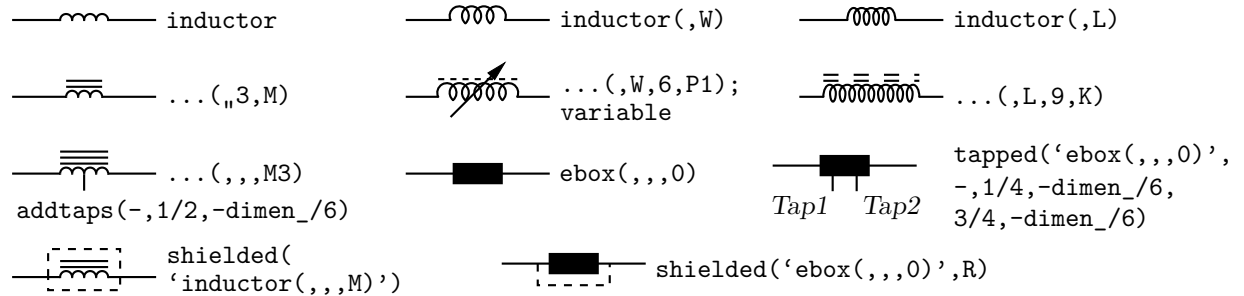 inductor
inductor(,W)
inductor(,L)
...(„3,M)
...(,W,6,P1);
variable
...(,L,9,K)
...(,,,M3)
addtaps(-,1/2,-dimen_/6)
ebox(,,,0)
Tap1
Tap2
tapped(‘ebox(,,,0)’,
-,1/4,-dimen_/6,
3/4,-dimen_/6)
shielded(
‘inductor(,,,M)’)
shielded(‘ebox(,,,0)’,R)